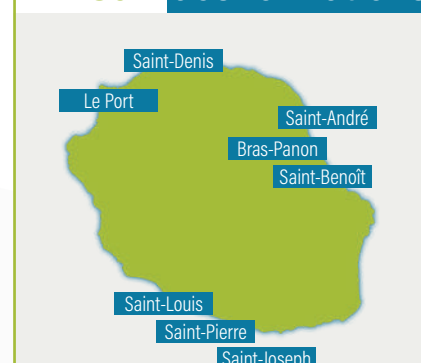 Saint-Denis
Le Port
Saint-André
Bras-Panon
Saint-Benoît
Saint-Louis
Saint-Pierre
Saint-Joseph